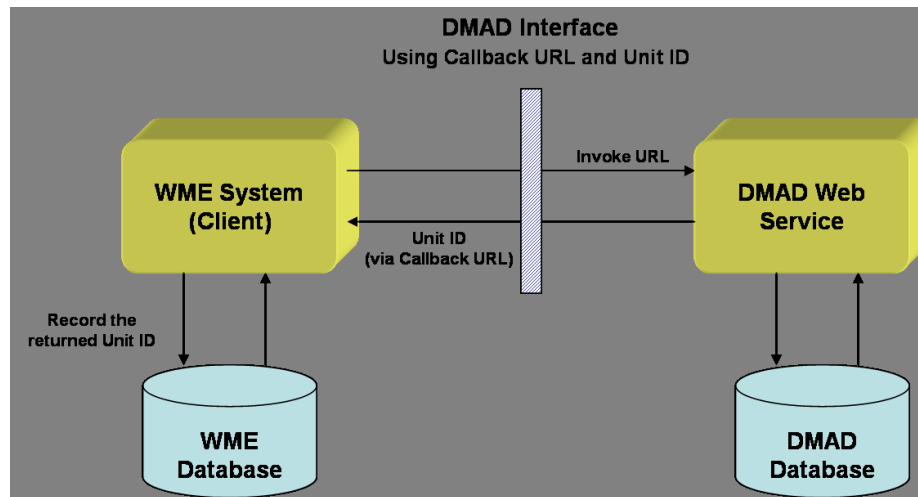 DMAD Interface
Using Callback URL and Unit ID
Invoke URL
WME System
(Client)
DMAD Web
Service
Unit ID
(via Callback URL)
Record the
returned Unit ID
WME
Database
DMAD
Database